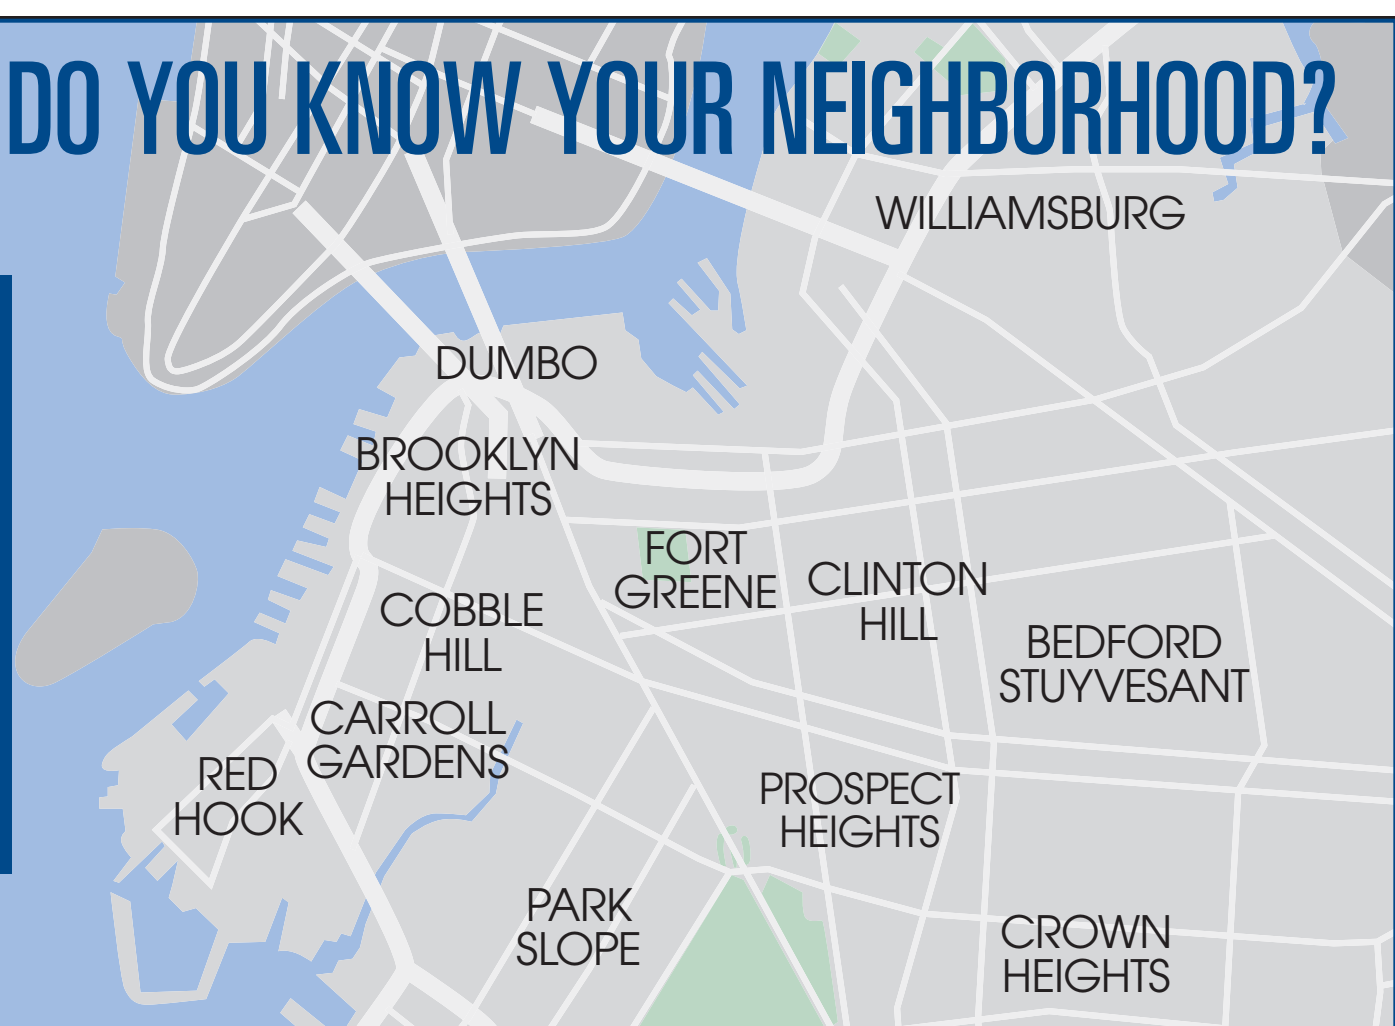 DO YOU KNOW YOUR NEIGHBORHOOD?
WILLIAMSBURG
DUMBO
BROOKLYN
HEIGHTS
FORT
GREENE
CLINTON
HILL
COBBLE
HILL
BEDFORD
STUYVESANT
CARROLL
GARDENS
RED
HOOK
PROSPECT
HEIGHTS
PARK
SLOPE
CROWN
HEIGHTS